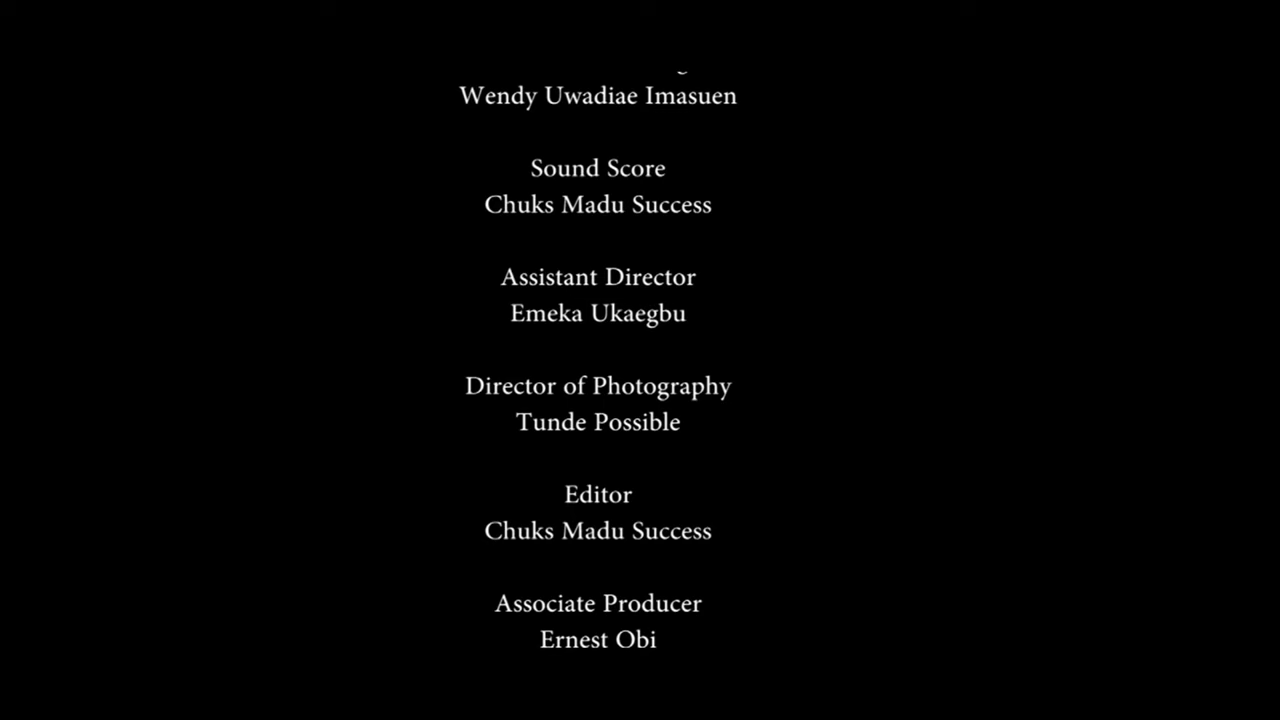 Wendy Uwadiae Imasuen
Sound Score
Chuks Madu Success
Assistant Director
Emeka Ukaegbu
Director of Photography
Tunde Possible
Editor
Chuks Madu Success
Associate Producer
Ernest Obi